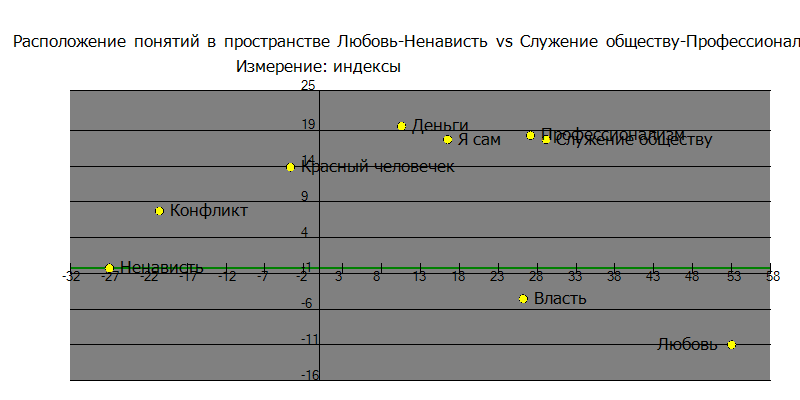 Расположение понятий в пространстве Любовь-Ненависть vs Служение обществу-Профессионал
Измерение: индексы
25
19
Деньги
Профессионализм
Я сам
Служение обществу
14
Красный человечек
9
Конфликт
4
Ненависть
-1
-32 -27 -22 -17 -12 -7 -2 3 8 13 18 23 28 33 38 43 48 53 58
Власть
-6
-11
Любовь
-16